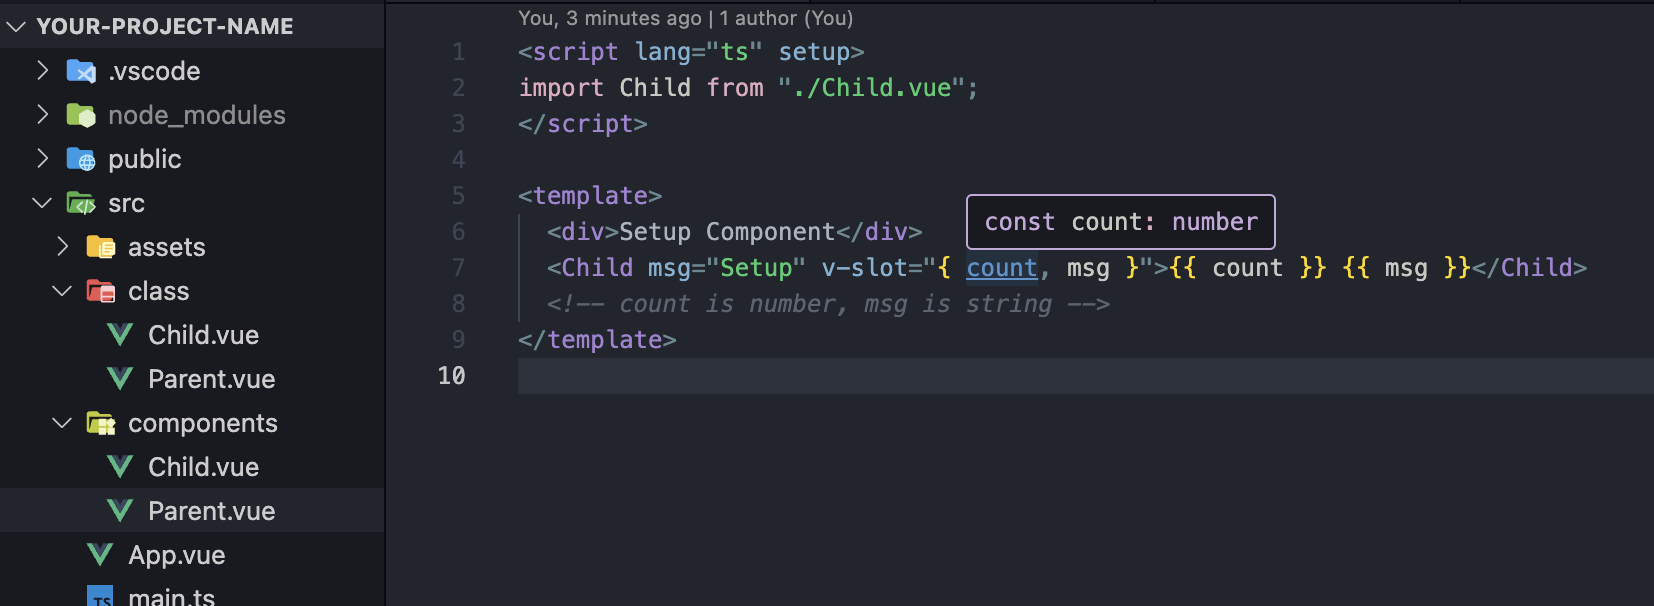 YOUR-PROJECT-NAME
.vscode
node_modules
public
src
assets
class
Child.vue
Parent.vue
components
Child.vue
Parent.vue
App.vue
TS main.ts
You, 3 minutes ago | 1 author (You)
1 <script lang="ts" setup>
2 import Child from "./Child.vue";
3 </script>
4
5 <template>
const count: number
6 <div>Setup Component</div>
7 <Child msg="Setup" v-slot="{ count, msg }">{{ count }} {{ msg }}</Child>
8 <!-- count is number, msg is string -->
9 </template>
10